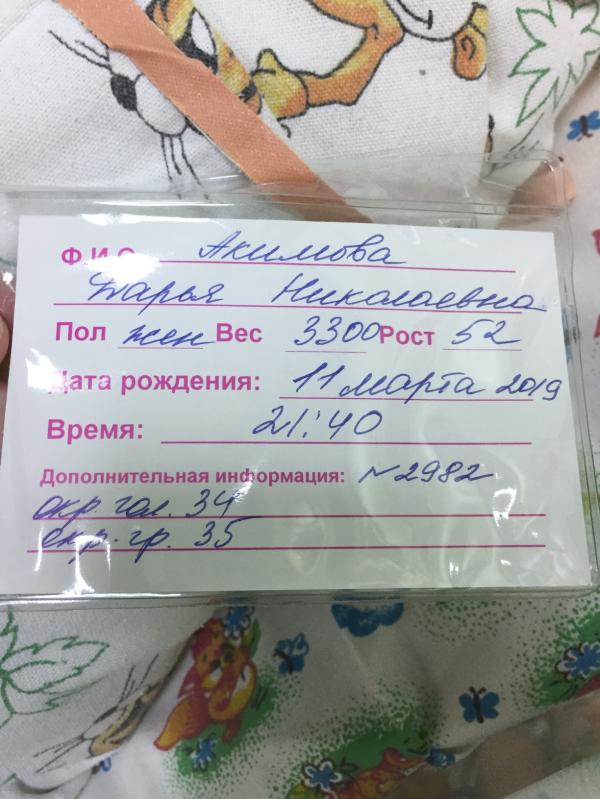 Ф.И.О. Акимова
Дарья Николаевна
Пол жен Вес 3300 Рост 52
Дата рождения: 11 марта 2019
Время: 21:40
Дополнительная информация: N2982
окр. гол. 34
окр. гр. 35